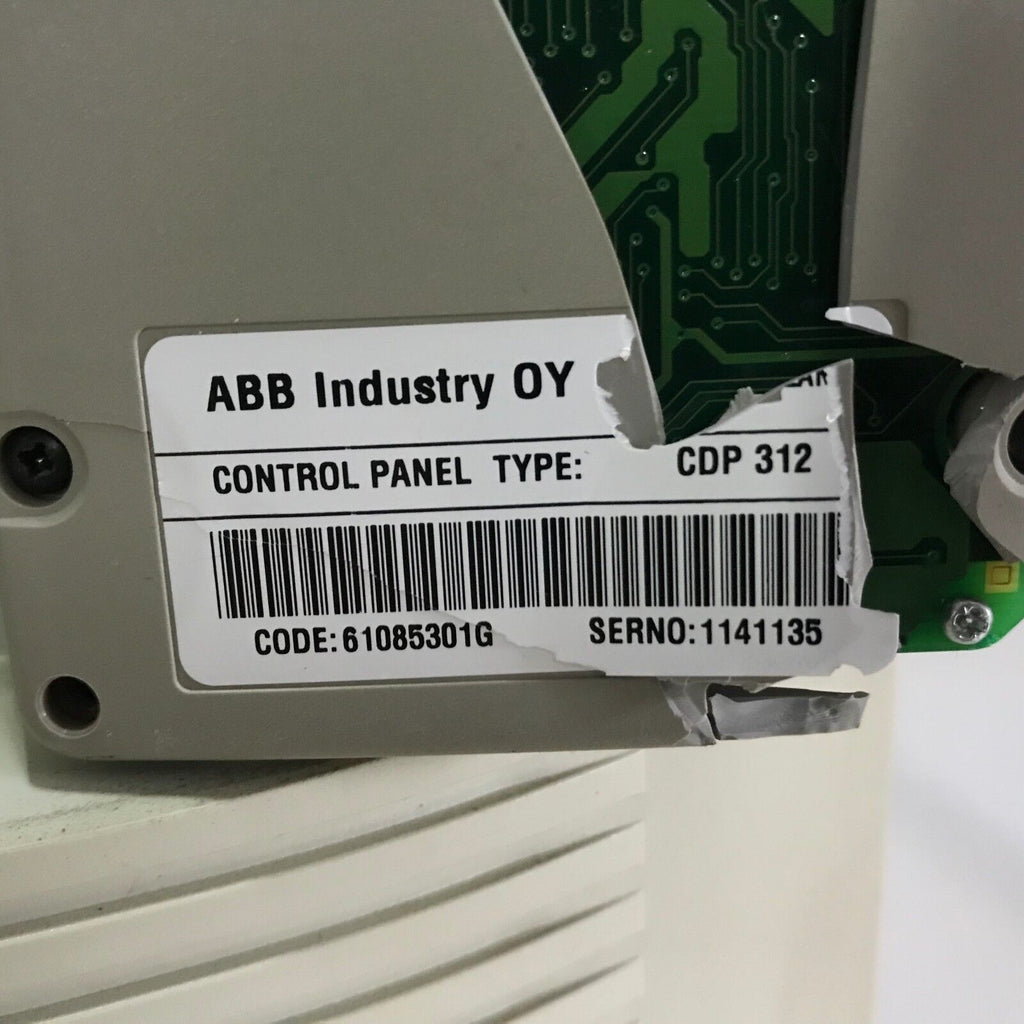 ABB Industry OY
CONTROL PANEL TYPE: CDP 312
CODE:61085301G SERNO:1141135